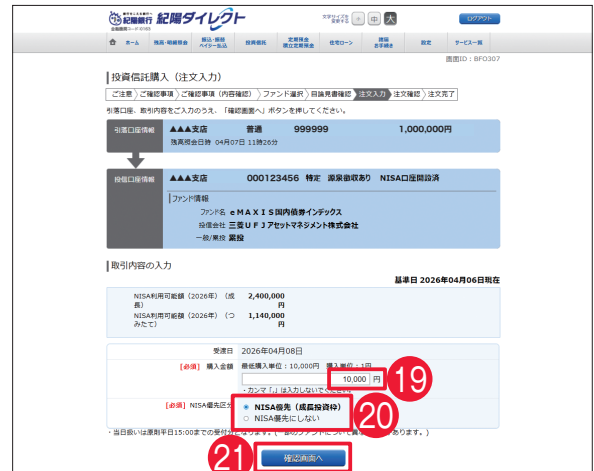 紀陽銀行 紀陽ダイレクト
金融機関コード:0163
文字サイズを変更する 小 中 大
ログアウト
ホーム 残高・明細照会 振込・振替 ペイジー払込 投資信託 定期預金 積立定期預金 住宅ローン 諸届 お手続き 設定 サービス一覧
画面ID:BFO307
投資信託購入(注文入力)
ご注意 ご確認事項 ご確認事項(内容確認) ファンド選択 目論見書確認 注文入力 注文確認 注文完了
引落口座、取引内容をご入力のうえ、「確認画面へ」ボタンを押してください。
引落口座情報 ▲▲▲支店 普通 999999 1,000,000円
残高照会日時 04月07日 11時26分
投信口座情報 ▲▲▲支店 000123456 特定 源泉徴収あり NISA口座開設済
ファンド情報
ファンド名 eMAXIS国内債券インデックス
投信会社 三菱UFJアセットマネジメント株式会社
一般/累投 累投
取引内容の入力
基準日 2026年04月06日現在
NISA利用可能額(2026年)(成長) 2,400,000円
NISA利用可能額(2026年)(つみたて) 1,140,000円
受渡日 2026年04月08日
[必須] 購入金額 最低購入単位:10,000円 購入単位:1円
10,000 円
19
・カンマ「,」は入力しないでください。
[必須] NISA優先区分 NISA優先(成長投資枠)
NISA優先にしない
20
・当日扱いは原則平日15:00までの受付分となります。(一部のファンドについて異なる場合があります。)
21
確認画面へ